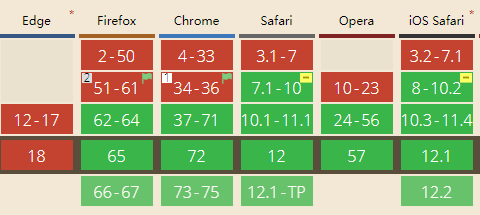 Edge * Firefox Chrome Safari Opera iOS Safari *
2-50 4-33 3.1-7 3.2-7.1
2 51-61 1 34-36 7.1-10 10-23 8-10.2
12-17 62-64 37-71 10.1-11.1 24-56 10.3-11.4
18 65 72 12 57 12.1
66-67 73-75 12.1-TP 12.2